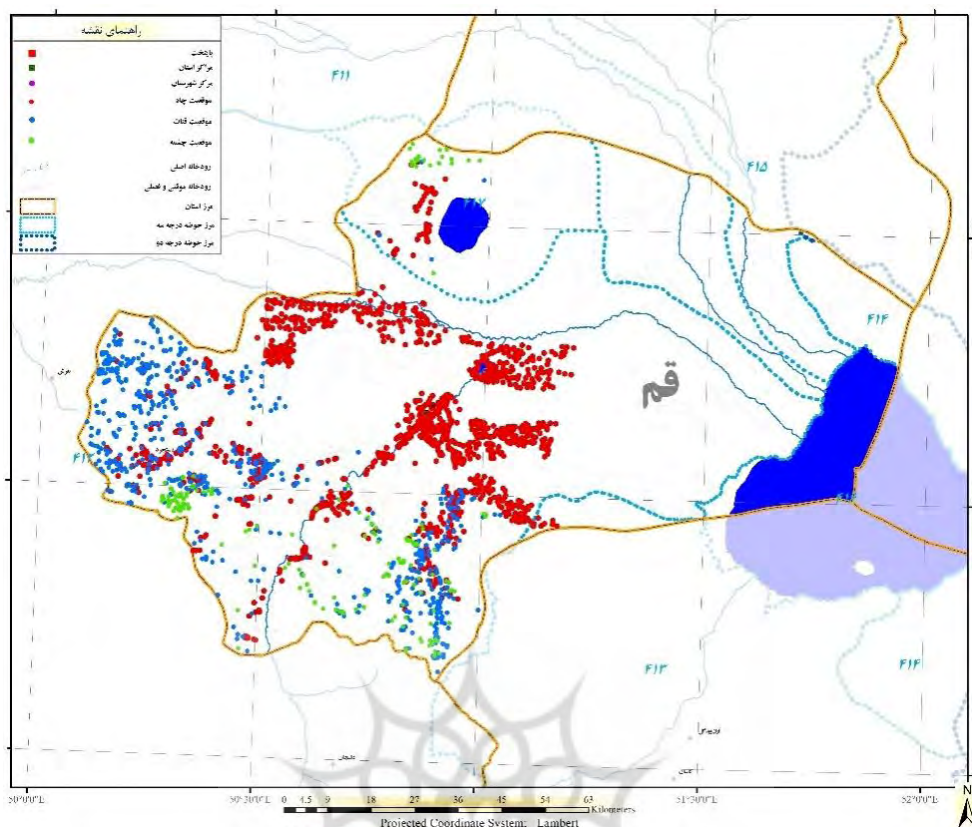 راهنمای نقشه
پایتخت
مراکز استان
مرکز شهرستان
موقعیت چاه
موقعیت قنات
موقعیت چشمه
رودخانه اصلی
رودخانه موقتی و فصلی
مرز استان
مرز حوضه درجه سه
مرز حوضه درجه دو
۴۱۱
۴۱۵
۴۱۷
۴۱۴
قم
۴۱۲
۴۱۳
۴۱۴
دلیجان
50°0'0"E
50°30'0"E
51°30'0"E
52°0'0"E
0 4.5 9 18 27 36 45 54 63
Kilometers
N
Projected Coordinate System: Lambert